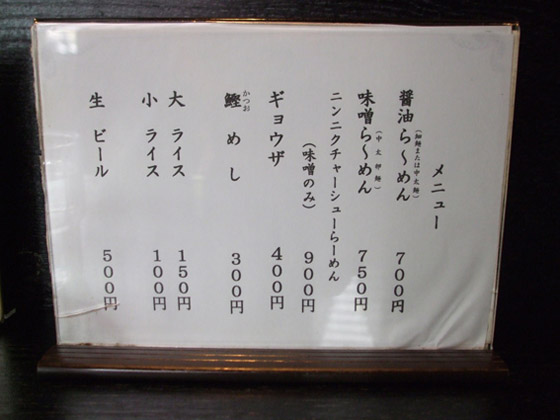 メニュー
醤油ら〜めん 700円
(細麺または中太麺)
味噌ら〜めん 750円
(中太卵麺)
ニンニクチャーシューらーめん
(味噌のみ) 900円
ギョウザ 400円
鰹めし 300円
かつお
大 ライス 150円
小 ライス 100円
生 ビール 500円